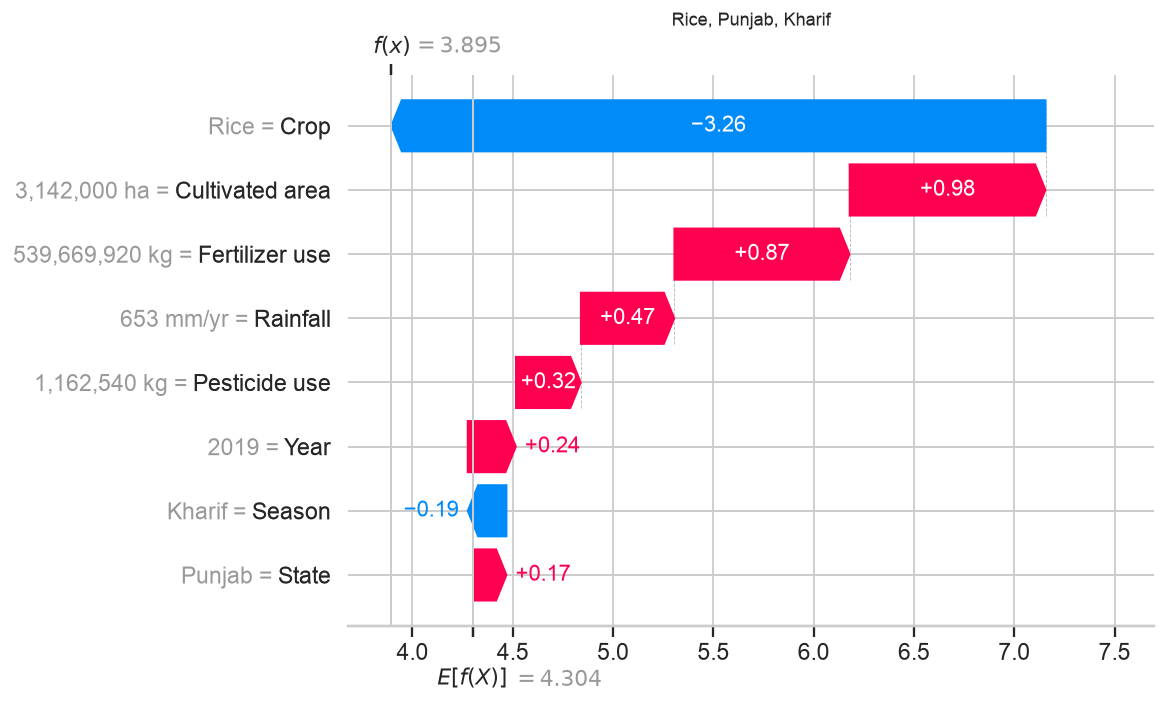 Rice, Punjab, Kharif
f(x) = 3.895
Rice = Crop
−3.26
3,142,000 ha = Cultivated area
+0.98
539,669,920 kg = Fertilizer use
+0.87
653 mm/yr = Rainfall
+0.47
1,162,540 kg = Pesticide use
+0.32
2019 = Year
+0.24
Kharif = Season
−0.19
Punjab = State
+0.17
4.0 4.5 5.0 5.5 6.0 6.5 7.0 7.5
E[f(X)] = 4.304